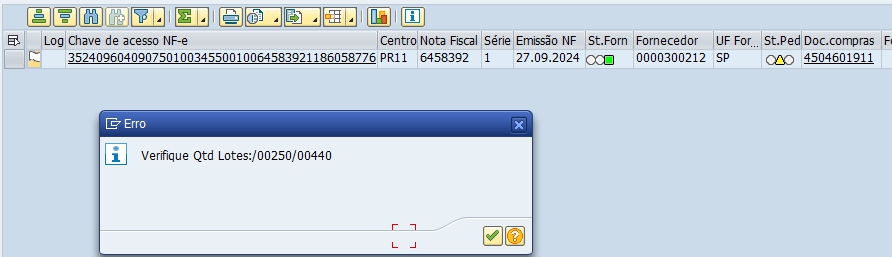 Log Chave de acesso NF-e Centro Nota Fiscal Série Emissão NF St.Forn Fornecedor UF For... St.Ped Doc.compras
35240960409075010034550010064583921186058776 PR11 6458392 1 27.09.2024 0000300212 SP 4504601911
Erro
Verifique Qtd Lotes:/00250/00440